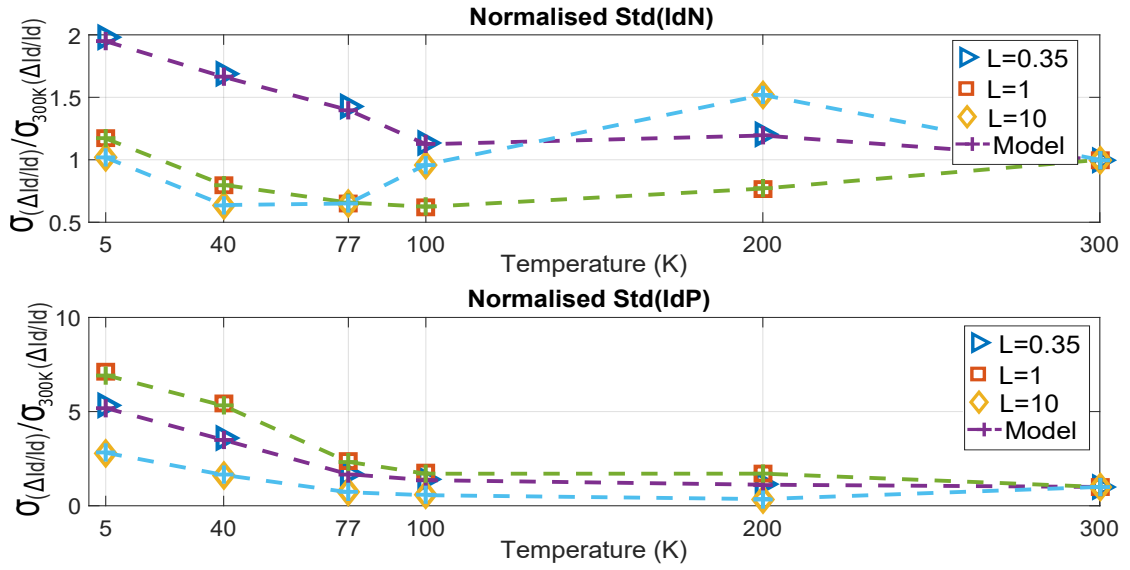 Normalised Std(IdN)
σ(ΔId/Id)/σ300K(ΔId/Id)
2
1.5
1
0.5
L=0.35
L=1
L=10
Model
5 40 77 100 200 300
Temperature (K)
Normalised Std(IdP)
σ(ΔId/Id)/σ300K(ΔId/Id)
10
5
0
L=0.35
L=1
L=10
Model
5 40 77 100 200 300
Temperature (K)